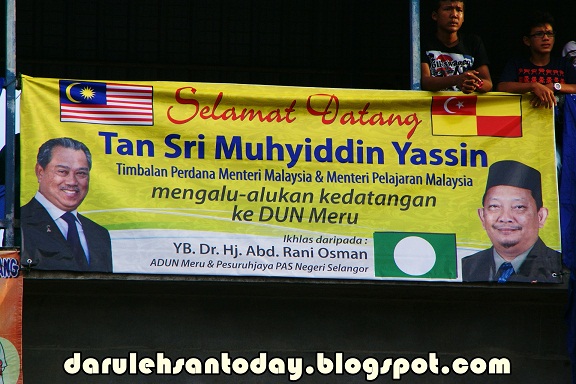 Selamat Datang
Tan Sri Muhyiddin Yassin
Timbalan Perdana Menteri Malaysia & Menteri Pelajaran Malaysia
mengalu-alukan kedatangan
ke DUN Meru
Ikhlas daripada :
YB. Dr. Hj. Abd. Rani Osman
ADUN Meru & Pesuruhjaya PAS Negeri Selangor
ANG
darulehsantoday.blogspot.com